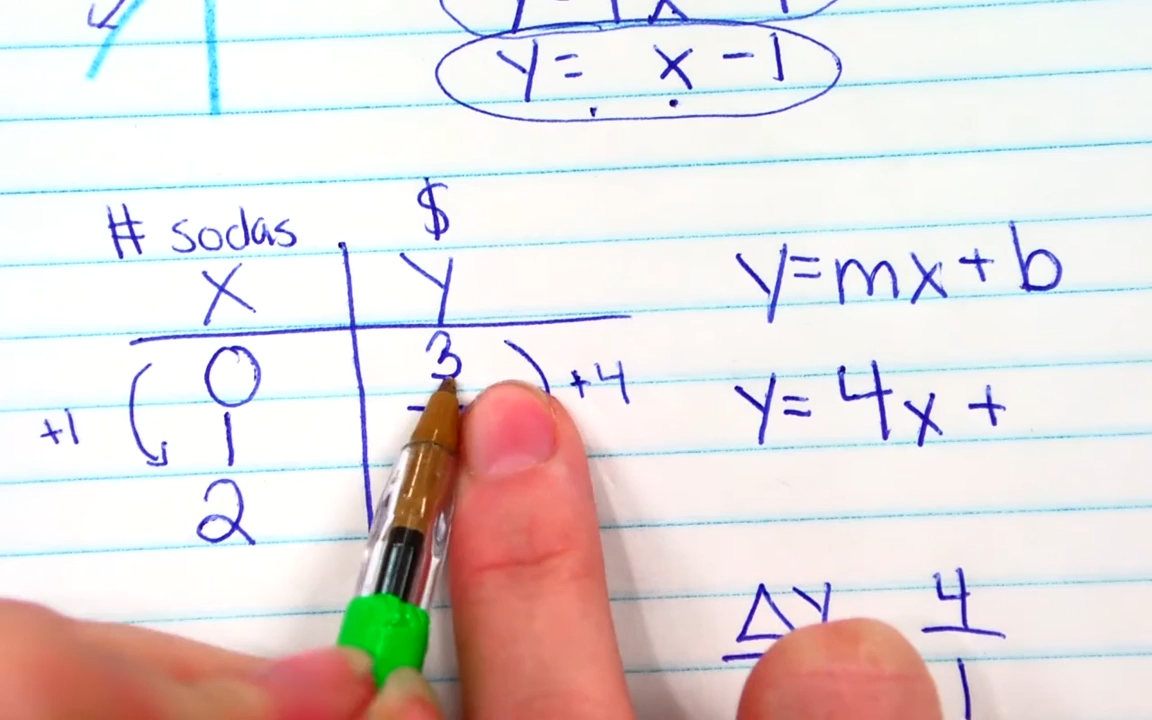 y = x - 1
# sodas $
X Y
0 3 +4
+1 1
2
y=mx+b
y=4x+
Δy 4
1